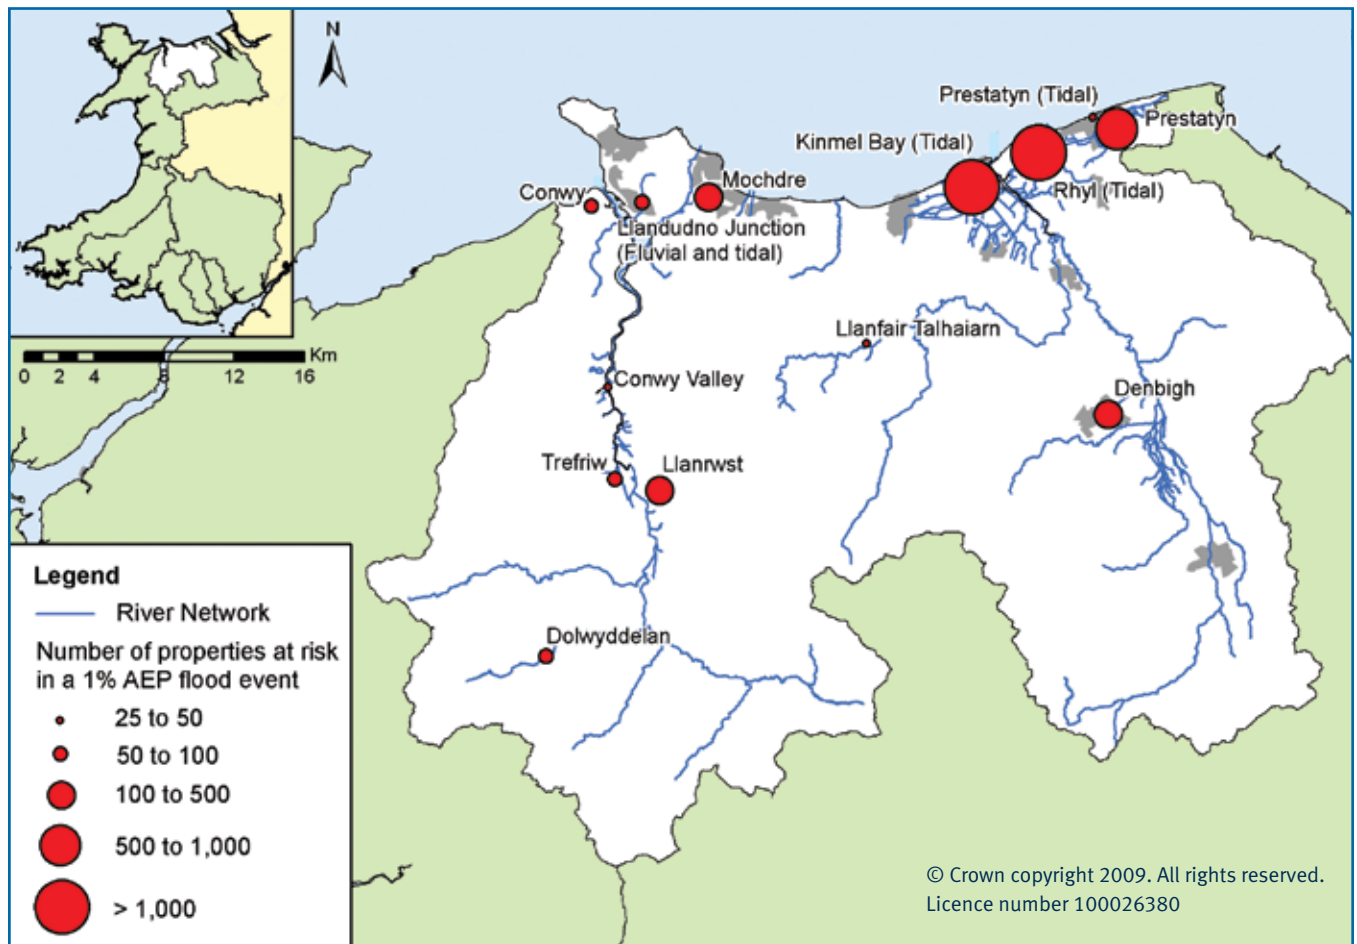 N
Prestatyn (Tidal)
Prestatyn
Kinmel Bay (Tidal)
Rhyl (Tidal)
Mochdre
Conwy
Llandudno Junction
(Fluvial and tidal)
Llanfair Talhaiarn
Km
0 2 4 8 12 16
Conwy Valley
Denbigh
Trefriw
Llanrwst
Dolwyddelan
Legend
River Network
Number of properties at risk
in a 1% AEP flood event
25 to 50
50 to 100
100 to 500
500 to 1,000
> 1,000
© Crown copyright 2009. All rights reserved.
Licence number 100026380